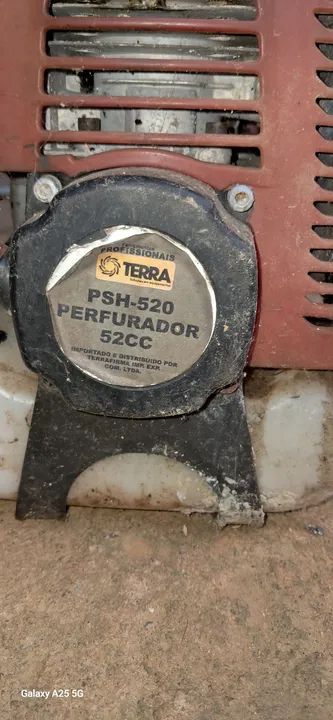 PROFISSIONAIS
TERRA
PSH-520
PERFURADOR
52CC
IMPORTADO E DISTRIBUIDO POR
TERRAFIRMA IMP. EXP.
COM. LTDA.
Galaxy A25 5G